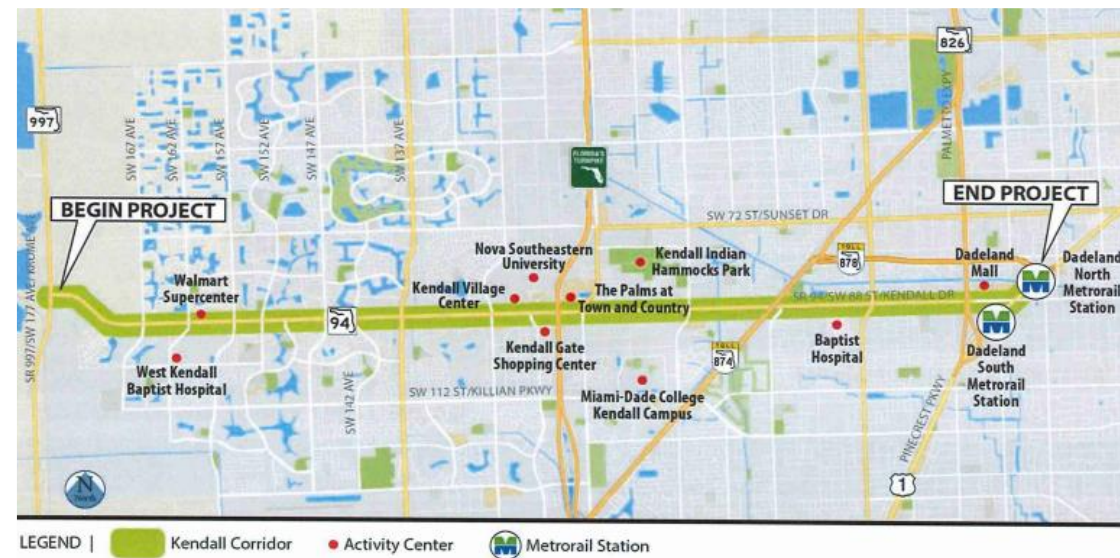 826
997
SW 167 AVE
SW 162 AVE
SW 157 AVE
SW 152 AVE
SW 147 AVE
SW 137 AVE
PALMETTO EXPY
FLORIDA'S
TURNPIKE
BEGIN PROJECT
END PROJECT
SW 72 ST/SUNSET DR
Nova Southeastern
University
Kendall Indian
Hammocks Park
TOLL
878
Dadeland
Mall
Dadeland
North
Metrorail
Station
Walmart
Supercenter
Kendall Village
Center
The Palms at
Town and Country
SR 94/SW 88 ST/KENDALL DR
94
SR 997/SW 177 AVE/KROME AVE
Kendall Gate
Shopping Center
TOLL
874
Baptist
Hospital
Dadeland
South
Metrorail
Station
West Kendall
Baptist Hospital
SW 142 AVE
SW 112 ST/KILLIAN PKWY
Miami-Dade College
Kendall Campus
PINECREST PKWY
1
N
North
LEGEND | Kendall Corridor Activity Center Metrorail Station